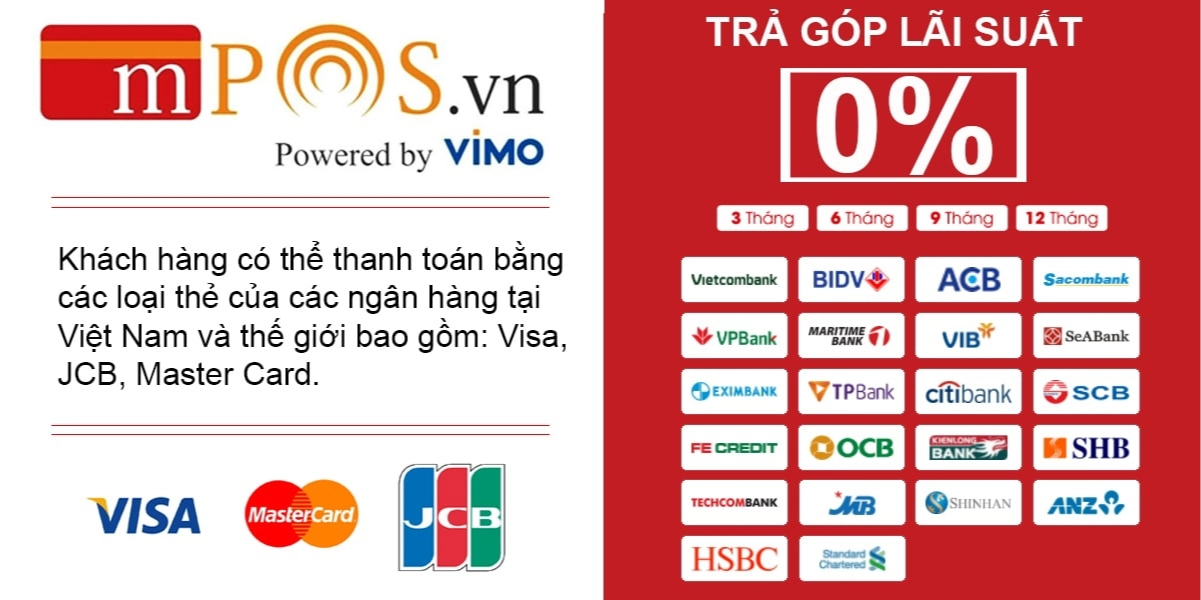 mPOS.vn
Powered by VIMO
Khách hàng có thể thanh toán bằng
các loại thẻ của các ngân hàng tại
Việt Nam và thế giới bao gồm: Visa,
JCB, Master Card.
VISA
MasterCard
JCB
TRẢ GÓP LÃI SUẤT
0%
3 Tháng 6 Tháng 9 Tháng 12 Tháng
Vietcombank BIDV ACB Sacombank
VPBank MARITIME BANK VIB SeABank
EXIMBANK TPBank citibank SCB
FE CREDIT OCB KIENLONG BANK SHB
TECHCOMBANK MB SHINHAN ANZ
HSBC Standard Chartered